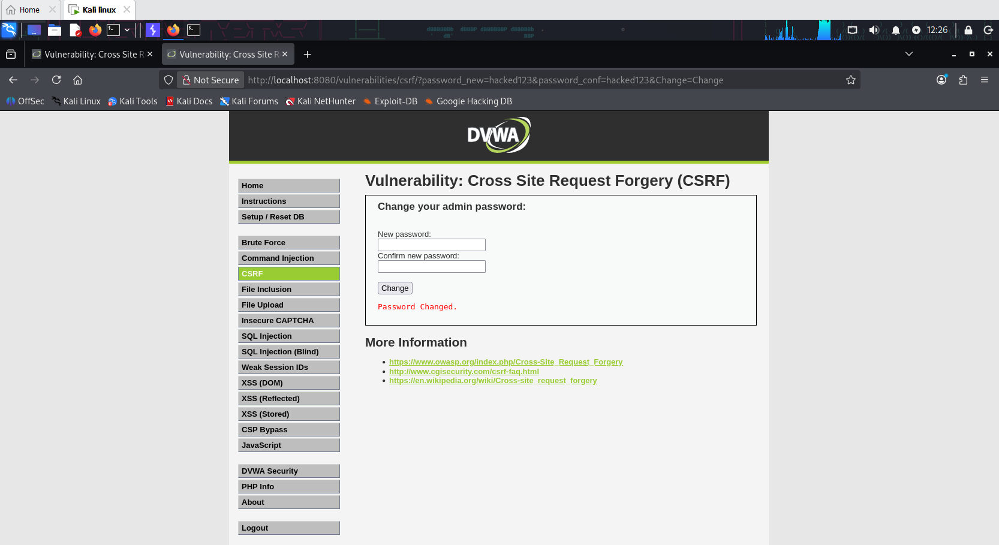 Home
Kali linux
12:26
Vulnerability: Cross Site R
Vulnerability: Cross Site R
Not Secure
http://localhost:8080/vulnerabilities/csrf/?password_new=hacked123&password_conf=hacked123&Change=Change
OffSec
Kali Linux
Kali Tools
Kali Docs
Kali Forums
Kali NetHunter
Exploit-DB
Google Hacking DB
DVWA
Home
Instructions
Setup / Reset DB
Brute Force
Command Injection
CSRF
File Inclusion
File Upload
Insecure CAPTCHA
SQL Injection
SQL Injection (Blind)
Weak Session IDs
XSS (DOM)
XSS (Reflected)
XSS (Stored)
CSP Bypass
JavaScript
DVWA Security
PHP Info
About
Logout
Vulnerability: Cross Site Request Forgery (CSRF)
Change your admin password:
New password:
Confirm new password:
Change
Password Changed.
More Information
https://www.owasp.org/index.php/Cross-Site_Request_Forgery
http://www.cgisecurity.com/csrf-faq.html
https://en.wikipedia.org/wiki/Cross-site_request_forgery